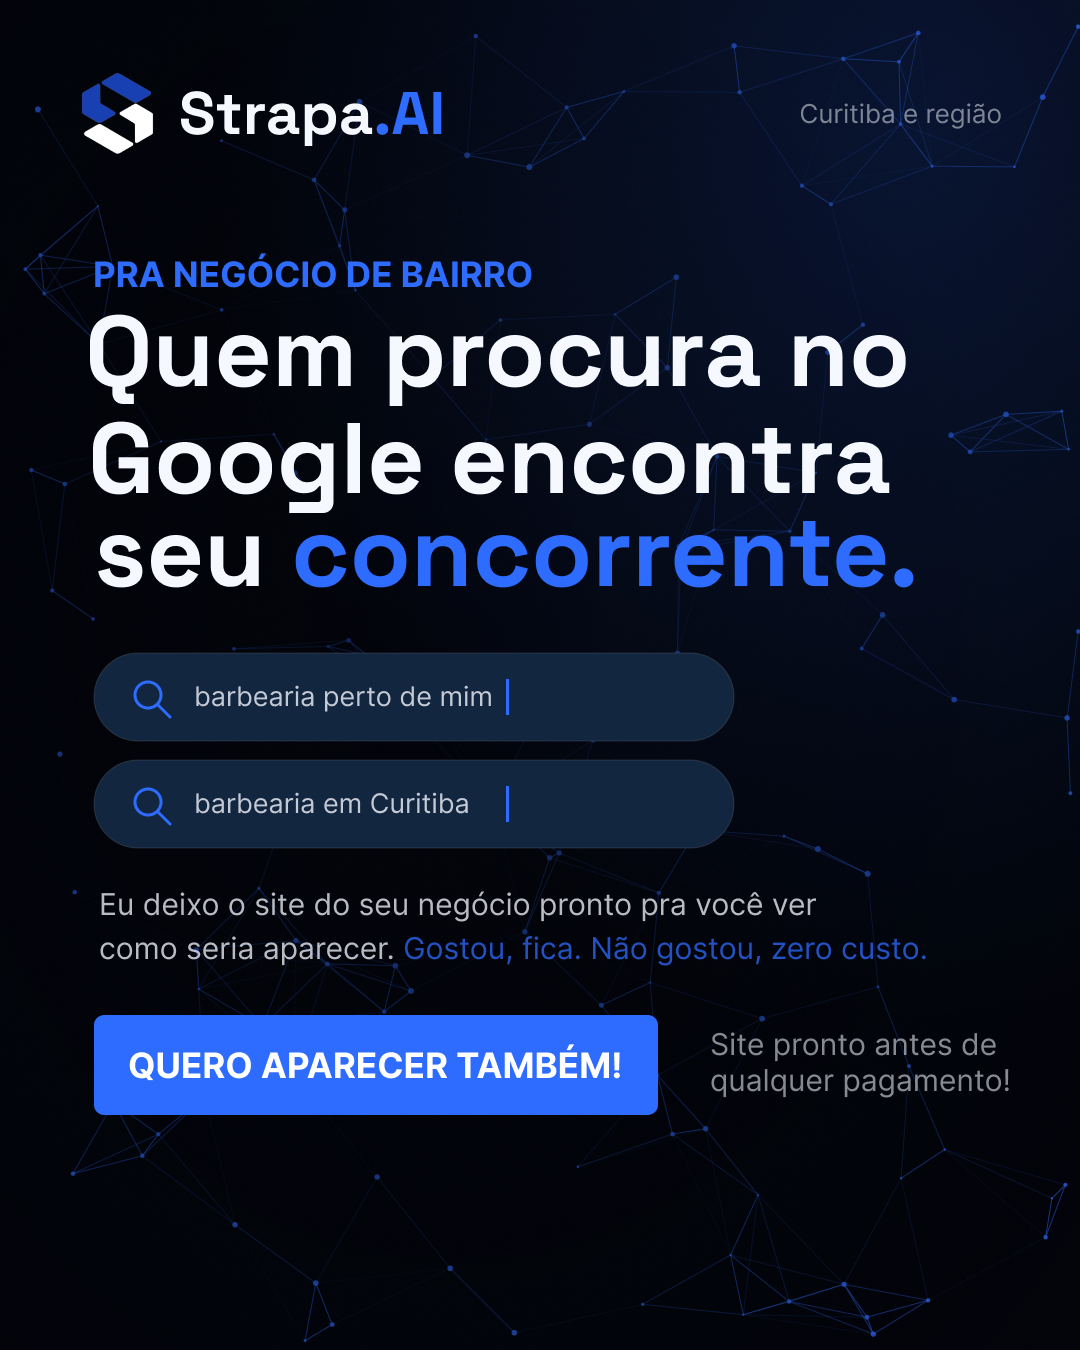 Strapa.AI
Curitiba e região
PRA NEGÓCIO DE BAIRRO
Quem procura no
Google encontra
seu concorrente.
barbearia perto de mim
barbearia em Curitiba
Eu deixo o site do seu negócio pronto pra você ver
como seria aparecer. Gostou, fica. Não gostou, zero custo.
QUERO APARECER TAMBÉM!
Site pronto antes de
qualquer pagamento!